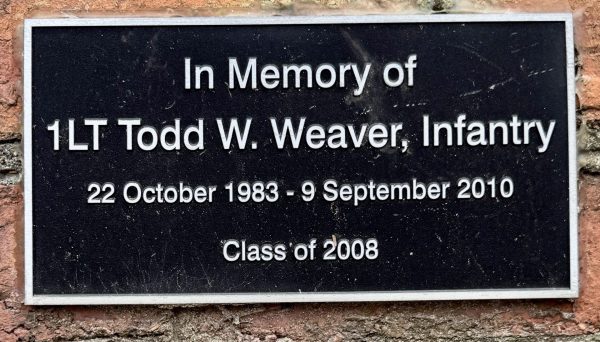 In Memory of
1LT Todd W. Weaver, Infantry
22 October 1983 - 9 September 2010
Class of 2008